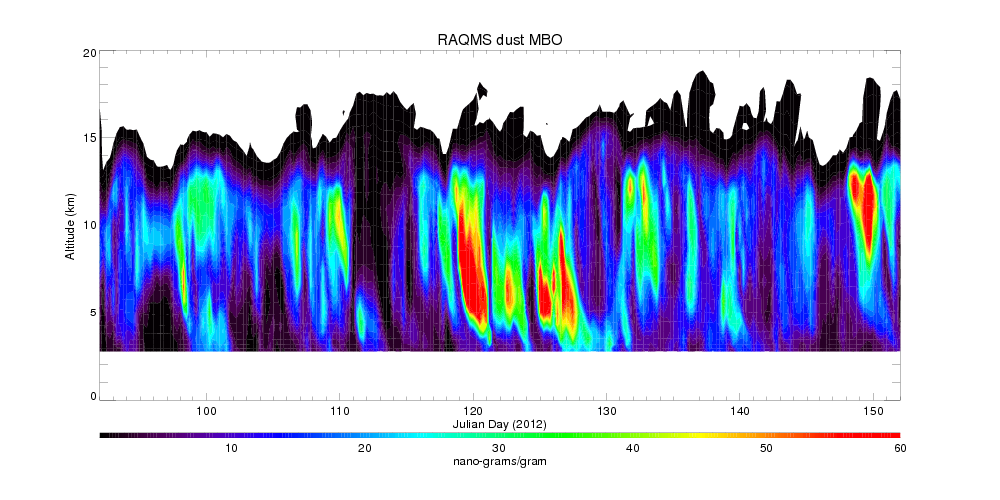 RAQMS dust MBO
20
15
10
5
0
Altitude (km)
100 110 120 130 140 150
Julian Day (2012)
10 20 30 40 50 60
nano-grams/gram